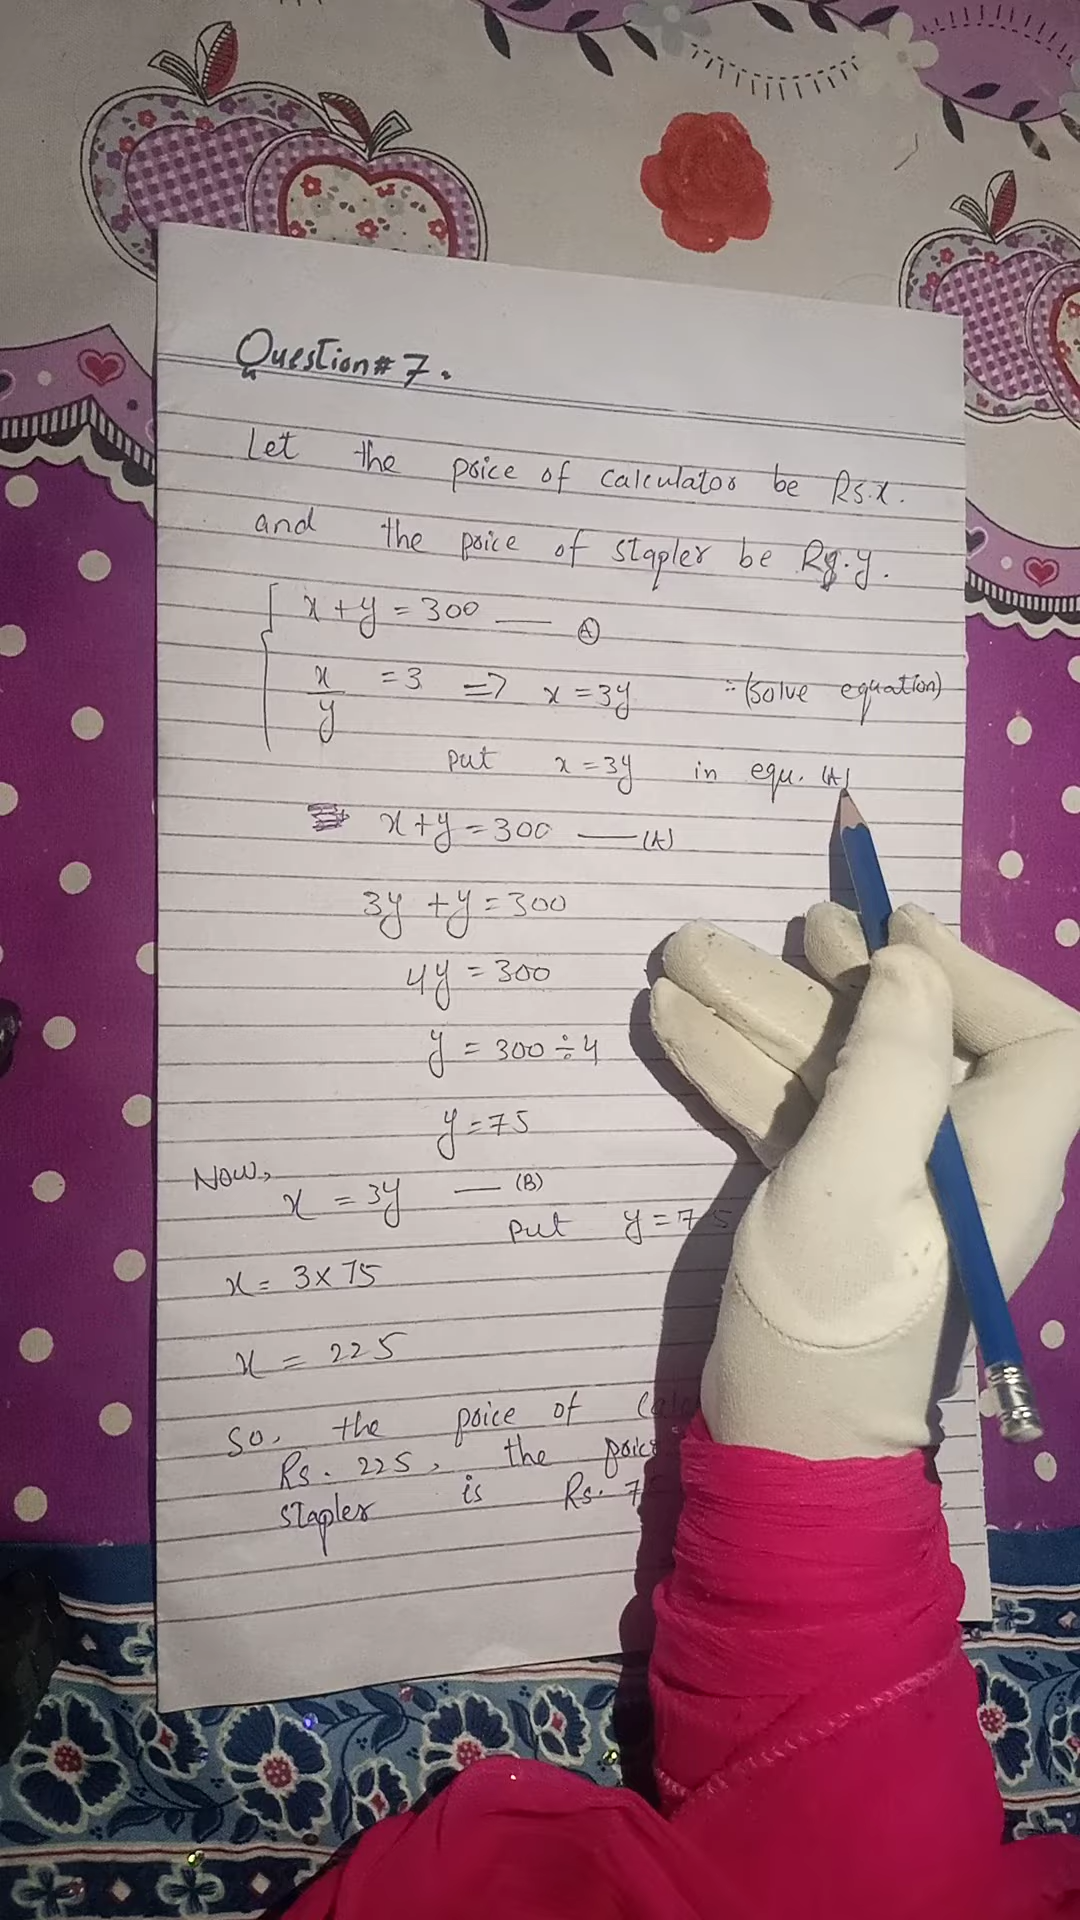 Question# 7.
Let the price of calculator be Rs.x.
and the price of stapler be Rs.y.
x + y = 300 — (A)
x/y = 3 => x = 3y ∵ (Solve equation)
put x = 3y in equ. (A)
x + y = 300 — (A)
3y + y = 300
4y = 300
y = 300 ÷ 4
y = 75
Now,
x = 3y — (B)
put y = 75
x = 3 x 75
x = 225
So, the price of
Rs. 225, the price
stapler is Rs. 7